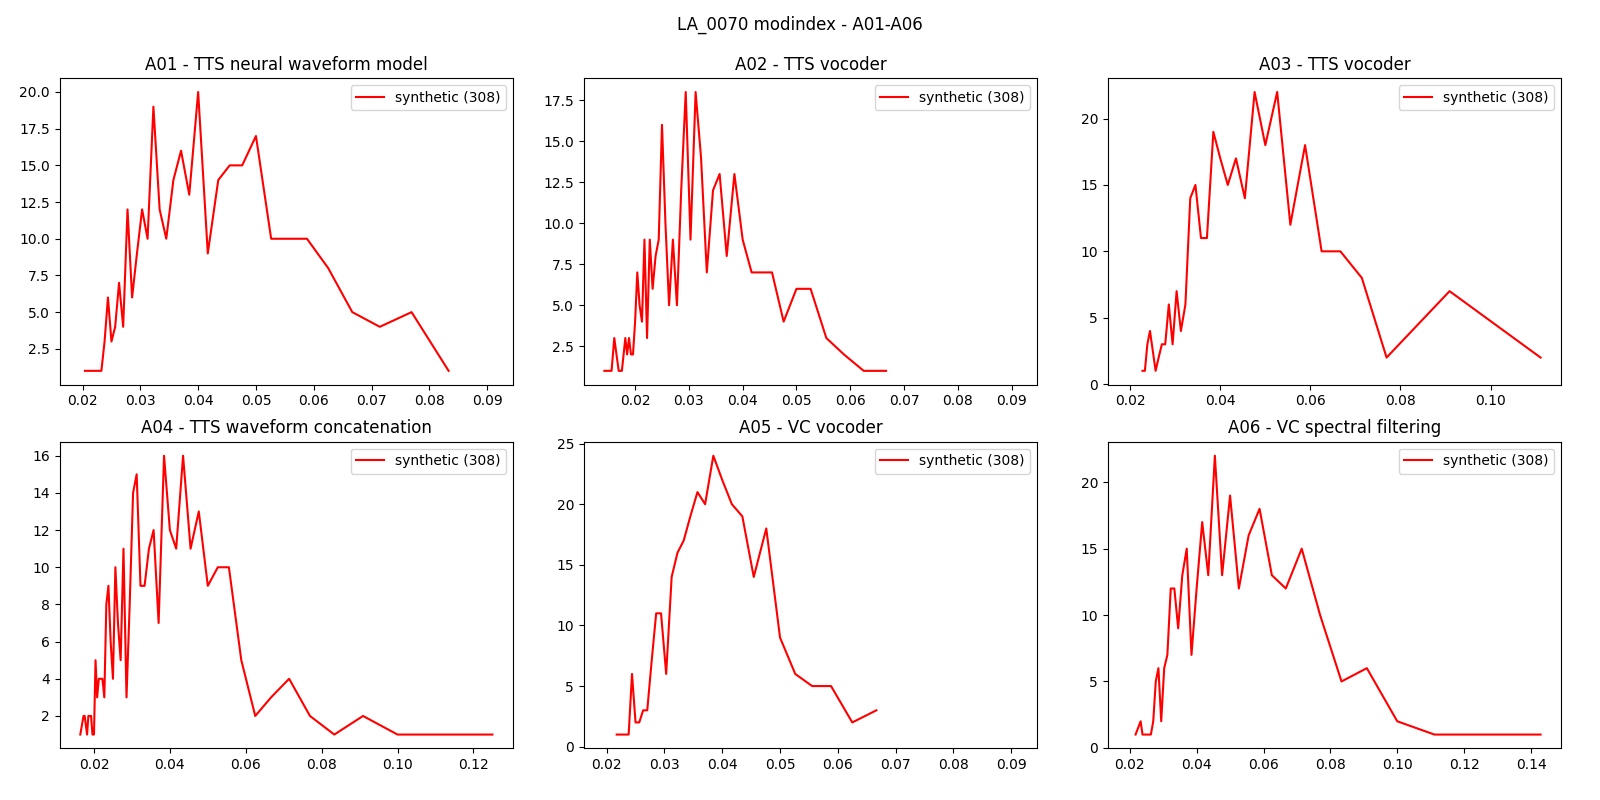 LA_0070 modindex - A01-A06
A01 - TTS neural waveform model
synthetic (308)
20.0
17.5
15.0
12.5
10.0
7.5
5.0
2.5
0.02 0.03 0.04 0.05 0.06 0.07 0.08 0.09
A02 - TTS vocoder
synthetic (308)
17.5
15.0
12.5
10.0
7.5
5.0
2.5
0.02 0.03 0.04 0.05 0.06 0.07 0.08 0.09
A03 - TTS vocoder
synthetic (308)
20
15
10
5
0
0.02 0.04 0.06 0.08 0.10
A04 - TTS waveform concatenation
synthetic (308)
16
14
12
10
8
6
4
2
0.02 0.04 0.06 0.08 0.10 0.12
A05 - VC vocoder
synthetic (308)
25
20
15
10
5
0
0.02 0.03 0.04 0.05 0.06 0.07 0.08 0.09
A06 - VC spectral filtering
synthetic (308)
20
15
10
5
0
0.02 0.04 0.06 0.08 0.10 0.12 0.14